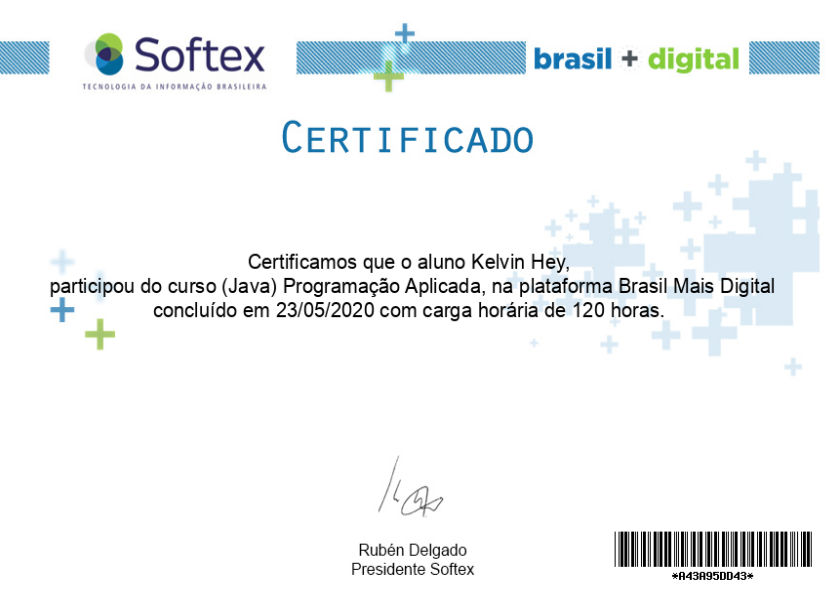 Softex
TECNOLOGIA DA INFORMAÇÃO BRASILEIRA
brasil + digital
CERTIFICADO
Certificamos que o aluno Kelvin Hey,
participou do curso (Java) Programação Aplicada, na plataforma Brasil Mais Digital
concluído em 23/05/2020 com carga horária de 120 horas.
Rubén Delgado
Presidente Softex
*A43A95DD43*